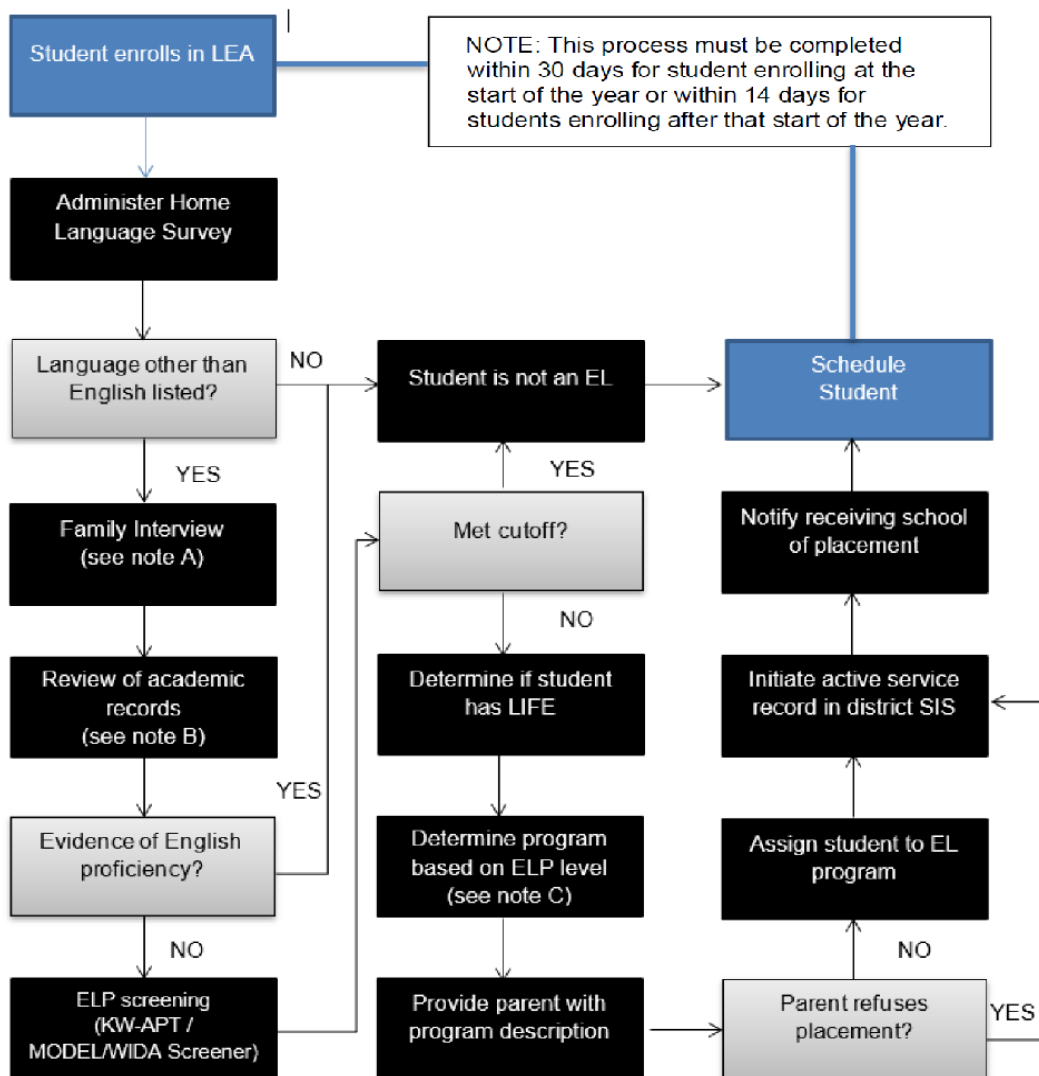 Student enrolls in LEA
NOTE: This process must be completed
within 30 days for student enrolling at the
start of the year or within 14 days for
students enrolling after that start of the year.
Administer Home
Language Survey
Language other than
English listed?
NO
Student is not an EL
Schedule
Student
YES
YES
Family Interview
(see note A)
Met cutoff?
Notify receiving school
of placement
NO
Review of academic
records
(see note B)
Determine if student
has LIFE
Initiate active service
record in district SIS
YES
Evidence of English
proficiency?
Determine program
based on ELP level
(see note C)
Assign student to EL
program
NO
NO
ELP screening
(KW-APT /
MODEL/WIDA Screener)
Provide parent with
program description
Parent refuses
placement?
YES